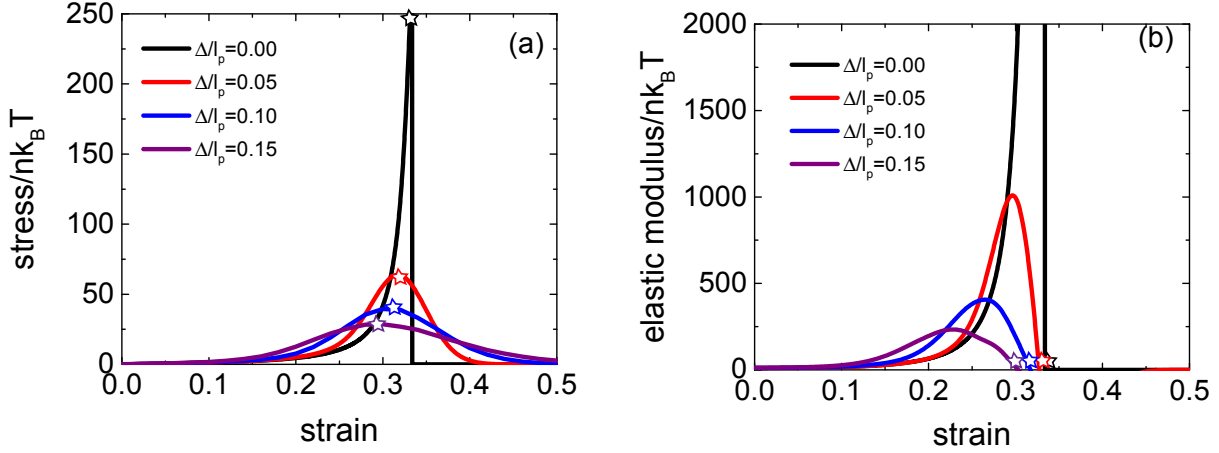 (a)
Δ/lₚ=0.00
Δ/lₚ=0.05
Δ/lₚ=0.10
Δ/lₚ=0.15
stress/nk_BT
250
200
150
100
50
0
0.0 0.1 0.2 0.3 0.4 0.5
strain
(b)
Δ/lₚ=0.00
Δ/lₚ=0.05
Δ/lₚ=0.10
Δ/lₚ=0.15
elastic modulus/nk_BT
2000
1500
1000
500
0
0.0 0.1 0.2 0.3 0.4 0.5
strain